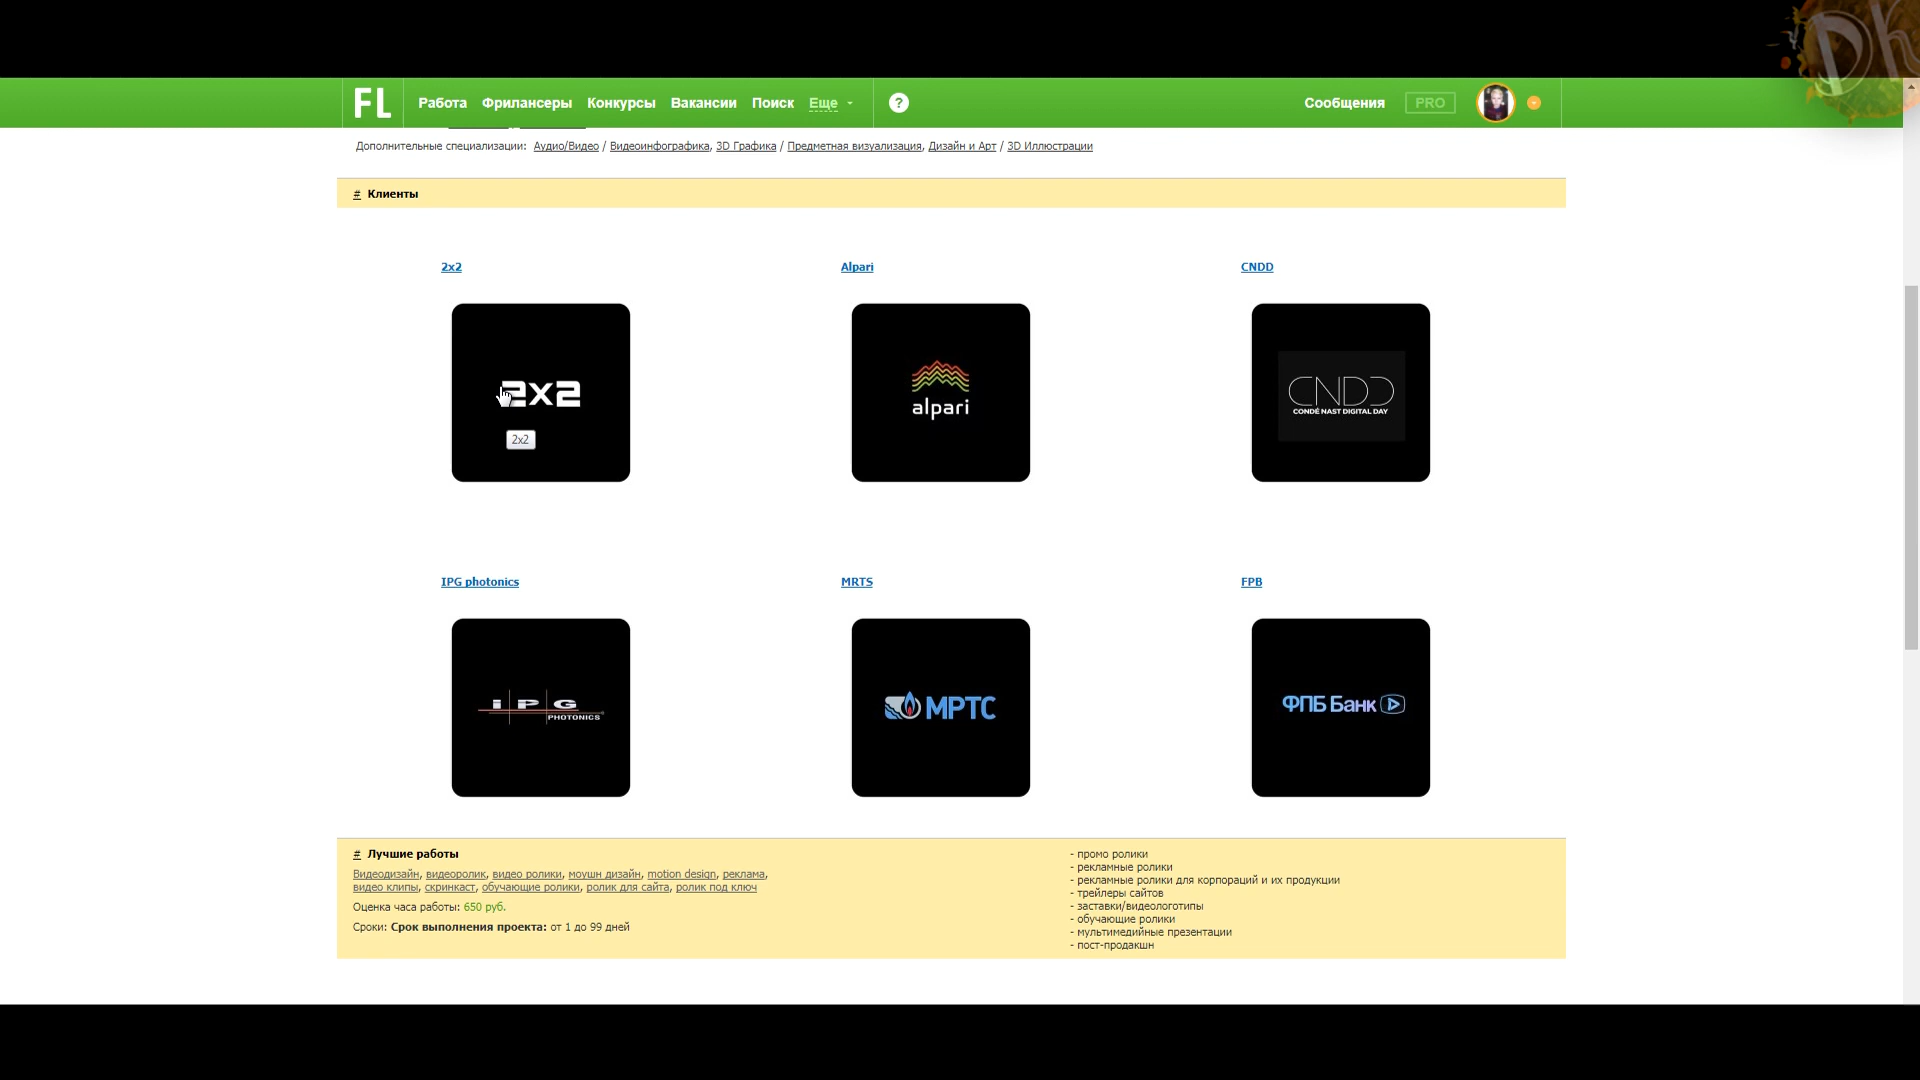 Dh
FL Работа Фрилансеры Конкурсы Вакансии Поиск Еще ? Сообщения PRO
Дополнительные специализации: Аудио/Видео / Видеоинфографика, 3D Графика / Предметная визуализация, Дизайн и Арт / 3D Иллюстрации
# Клиенты
2x2 Alpari CNDD
2x2
alpari
CNDD
CONDÉ NAST DIGITAL DAY
2x2
IPG photonics MRTS FPB
IPG
PHOTONICS
МРТС
ФПБ Банк
# Лучшие работы
Видеодизайн, видеоролик, видео ролики, моушн дизайн, motion design, реклама,
видео клипы, скринкаст, обучающие ролики, ролик для сайта, ролик под ключ
Оценка часа работы: 650 руб.
Сроки: Срок выполнения проекта: от 1 до 99 дней
- промо ролики
- рекламные ролики
- рекламные ролики для корпораций и их продукции
- трейлеры сайтов
- заставки/видеологотипы
- обучающие ролики
- мультимедийные презентации
- пост-продакшн